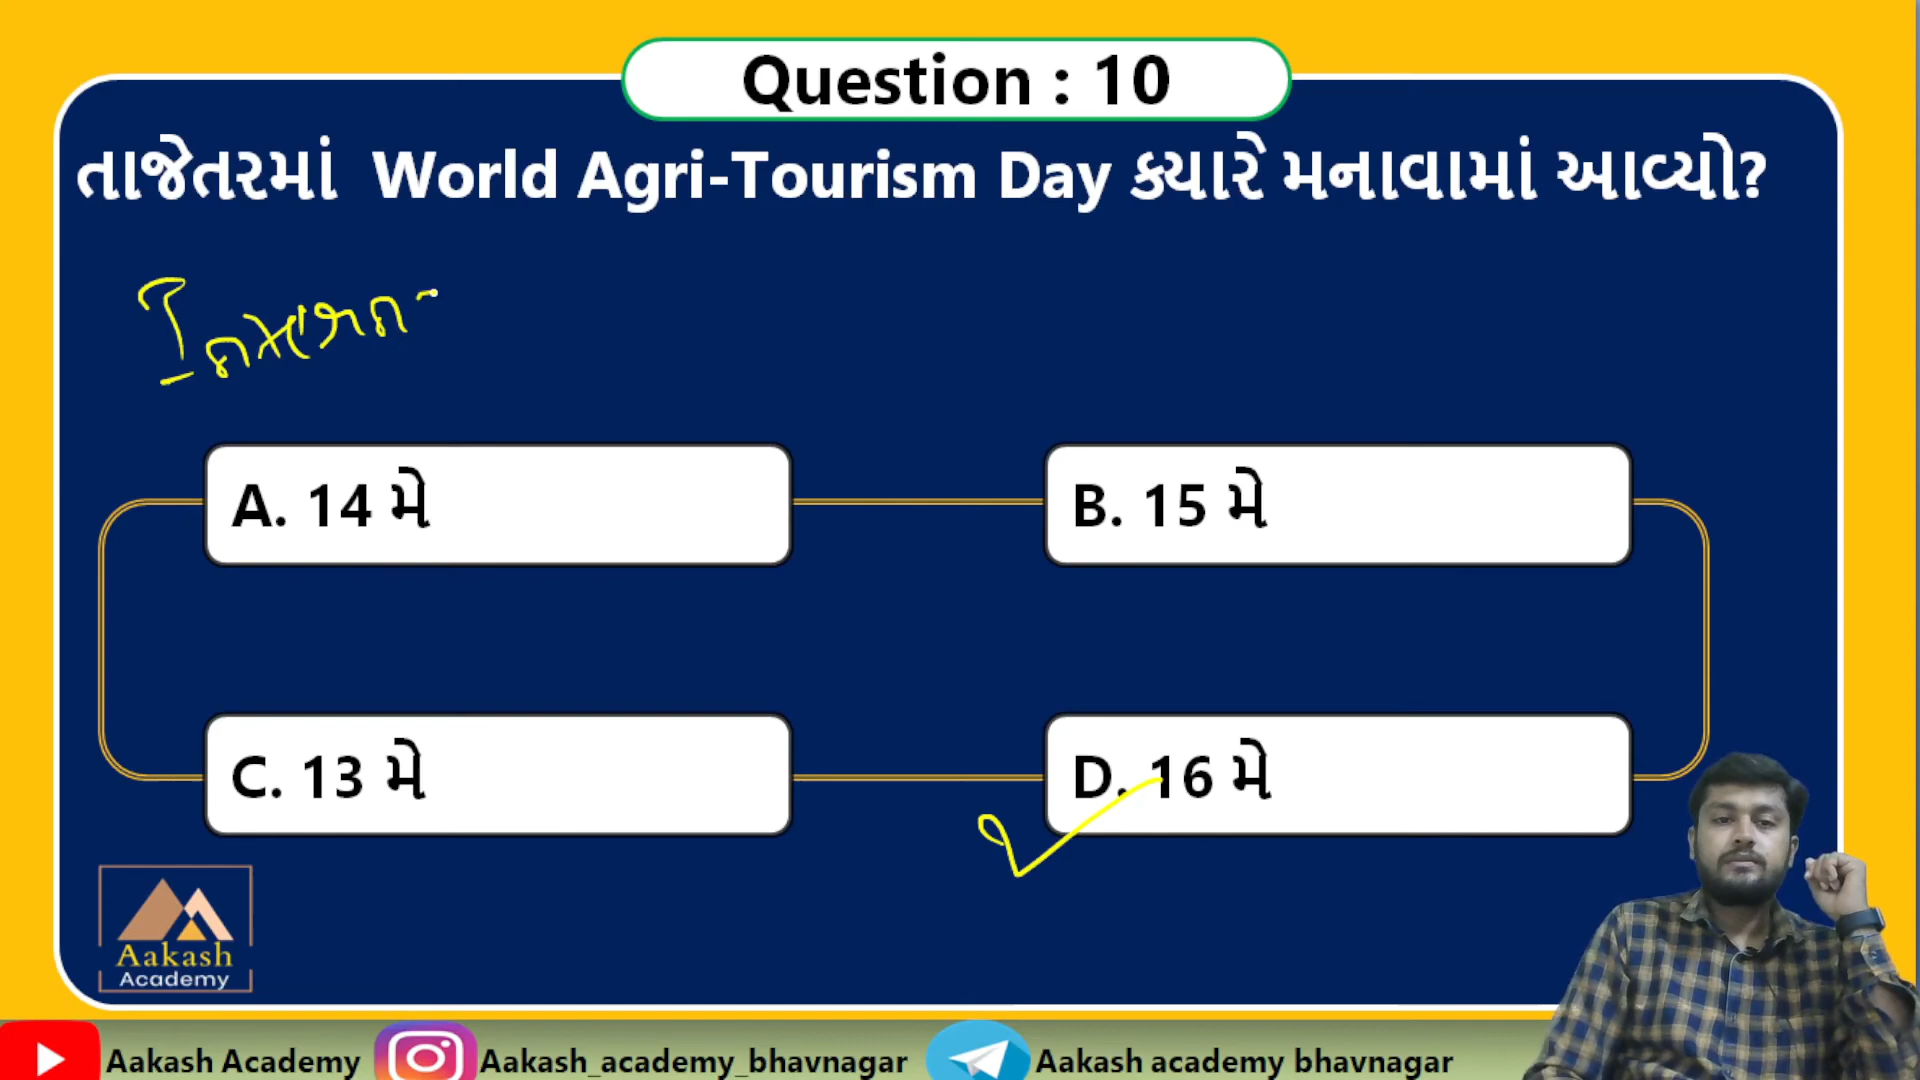 Question : 10
તાજેતરમાં World Agri-Tourism Day ક્યારે મનાવામાં આવ્યો?
A. 14 મે
B. 15 મે
C. 13 મે
D. 16 મે
Aakash
Academy
Aakash Academy
Aakash_academy_bhavnagar
Aakash academy bhavnagar